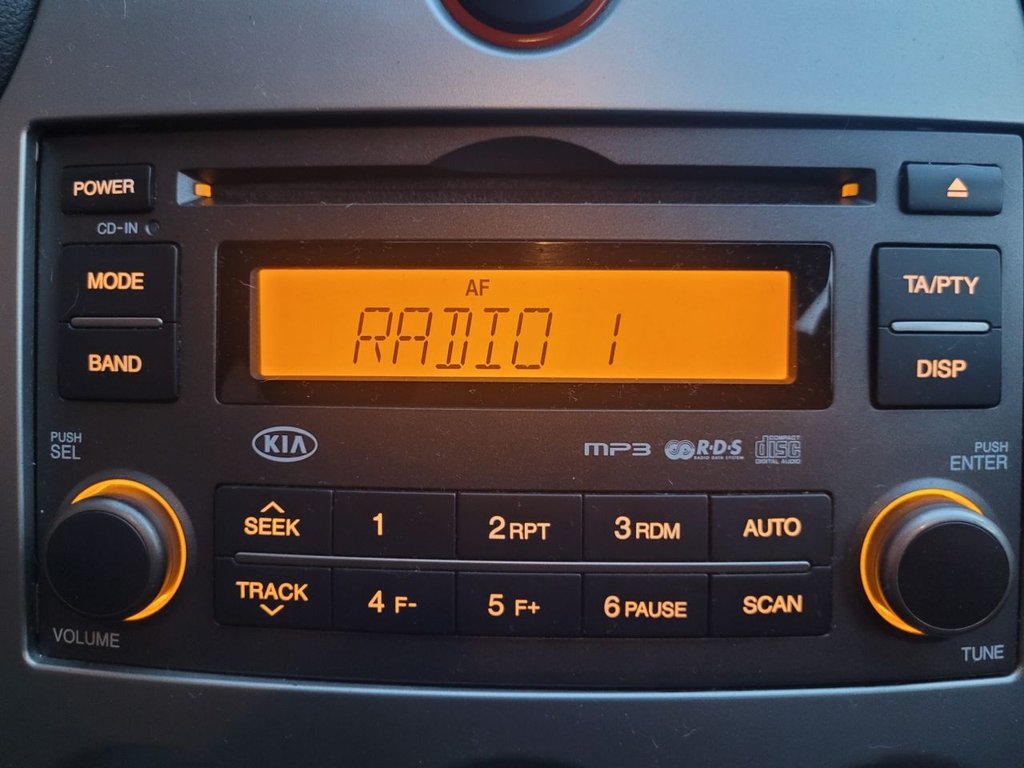 POWER
CD-IN
MODE
BAND
AF
RADIO 1
TA/PTY
DISP
PUSH
SEL
KIA
MP3
R·D·S
RADIO DATA SYSTEM
COMPACT
disc
DIGITAL AUDIO
PUSH
ENTER
SEEK
1
2 RPT
3 RDM
AUTO
TRACK
4 F-
5 F+
6 PAUSE
SCAN
VOLUME
TUNE